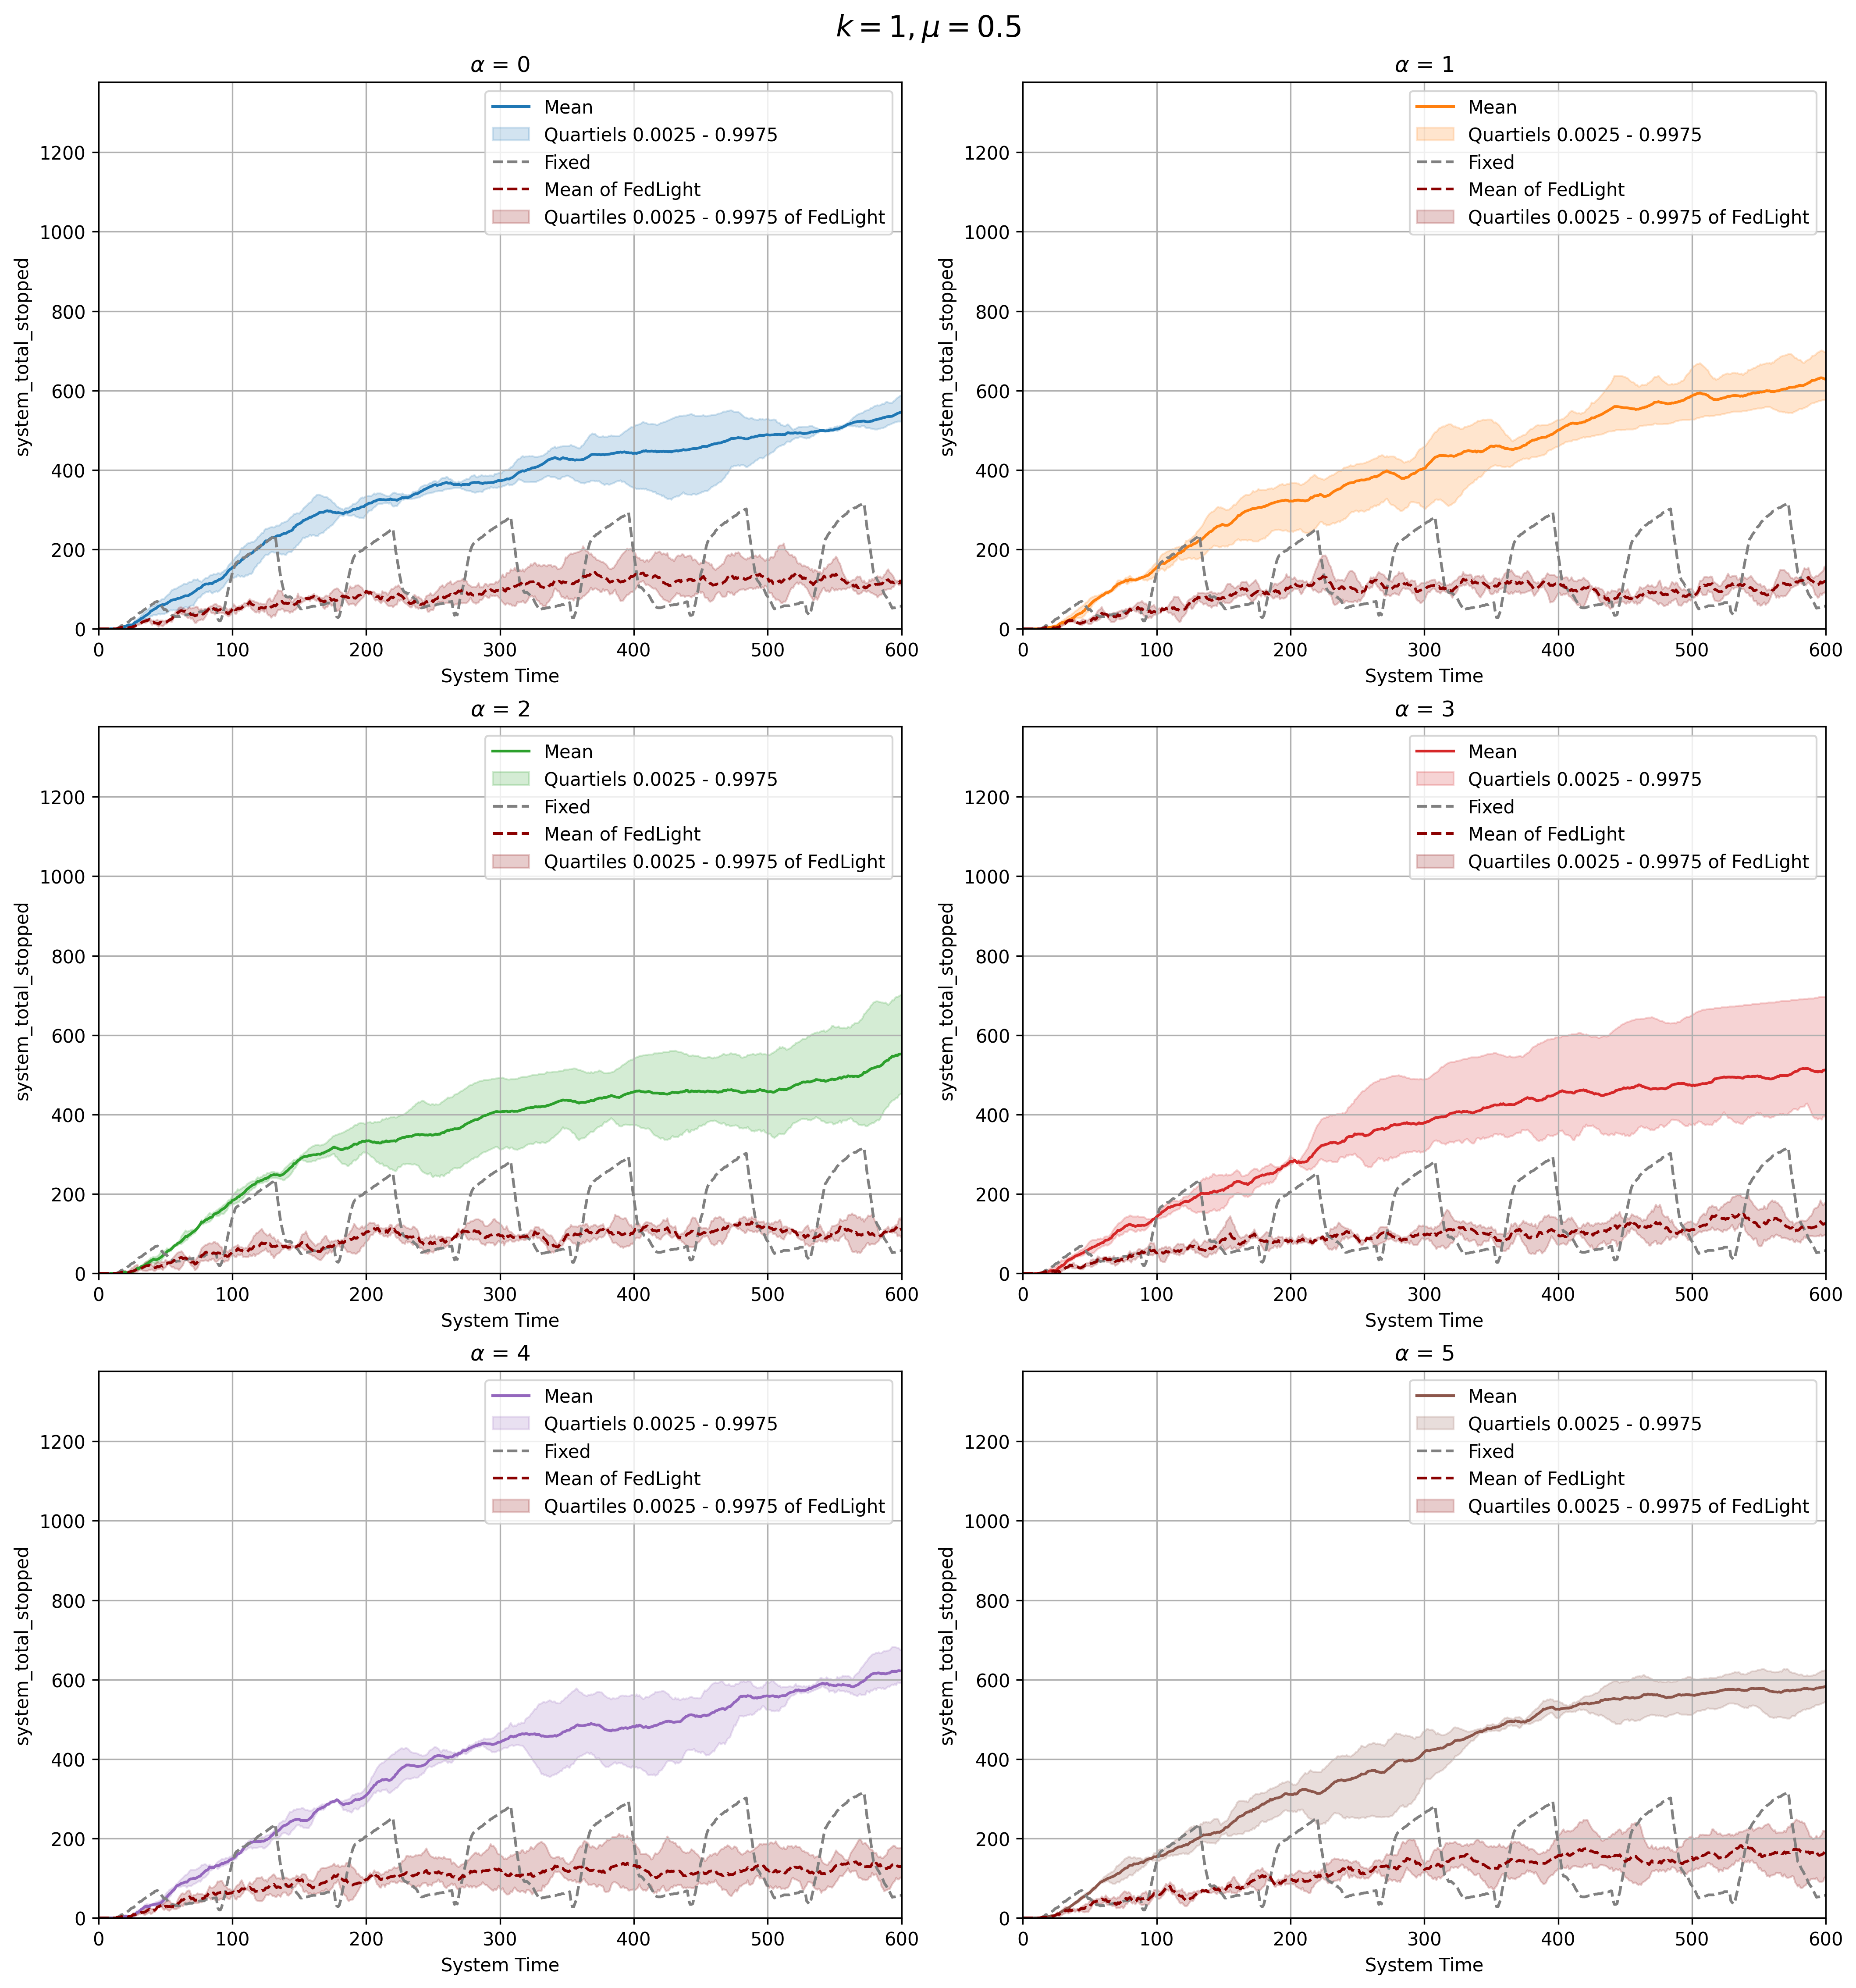 k = 1, μ = 0.5
α = 0
Mean
Quartiels 0.0025 - 0.9975
Fixed
Mean of FedLight
Quartiles 0.0025 - 0.9975 of FedLight
system_total_stopped
1200
1000
800
600
400
200
0
0 100 200 300 400 500 600
System Time
α = 1
Mean
Quartiels 0.0025 - 0.9975
Fixed
Mean of FedLight
Quartiles 0.0025 - 0.9975 of FedLight
system_total_stopped
1200
1000
800
600
400
200
0
0 100 200 300 400 500 600
System Time
α = 2
Mean
Quartiels 0.0025 - 0.9975
Fixed
Mean of FedLight
Quartiles 0.0025 - 0.9975 of FedLight
system_total_stopped
1200
1000
800
600
400
200
0
0 100 200 300 400 500 600
System Time
α = 3
Mean
Quartiels 0.0025 - 0.9975
Fixed
Mean of FedLight
Quartiles 0.0025 - 0.9975 of FedLight
system_total_stopped
1200
1000
800
600
400
200
0
0 100 200 300 400 500 600
System Time
α = 4
Mean
Quartiels 0.0025 - 0.9975
Fixed
Mean of FedLight
Quartiles 0.0025 - 0.9975 of FedLight
system_total_stopped
1200
1000
800
600
400
200
0
0 100 200 300 400 500 600
System Time
α = 5
Mean
Quartiels 0.0025 - 0.9975
Fixed
Mean of FedLight
Quartiles 0.0025 - 0.9975 of FedLight
system_total_stopped
1200
1000
800
600
400
200
0
0 100 200 300 400 500 600
System Time